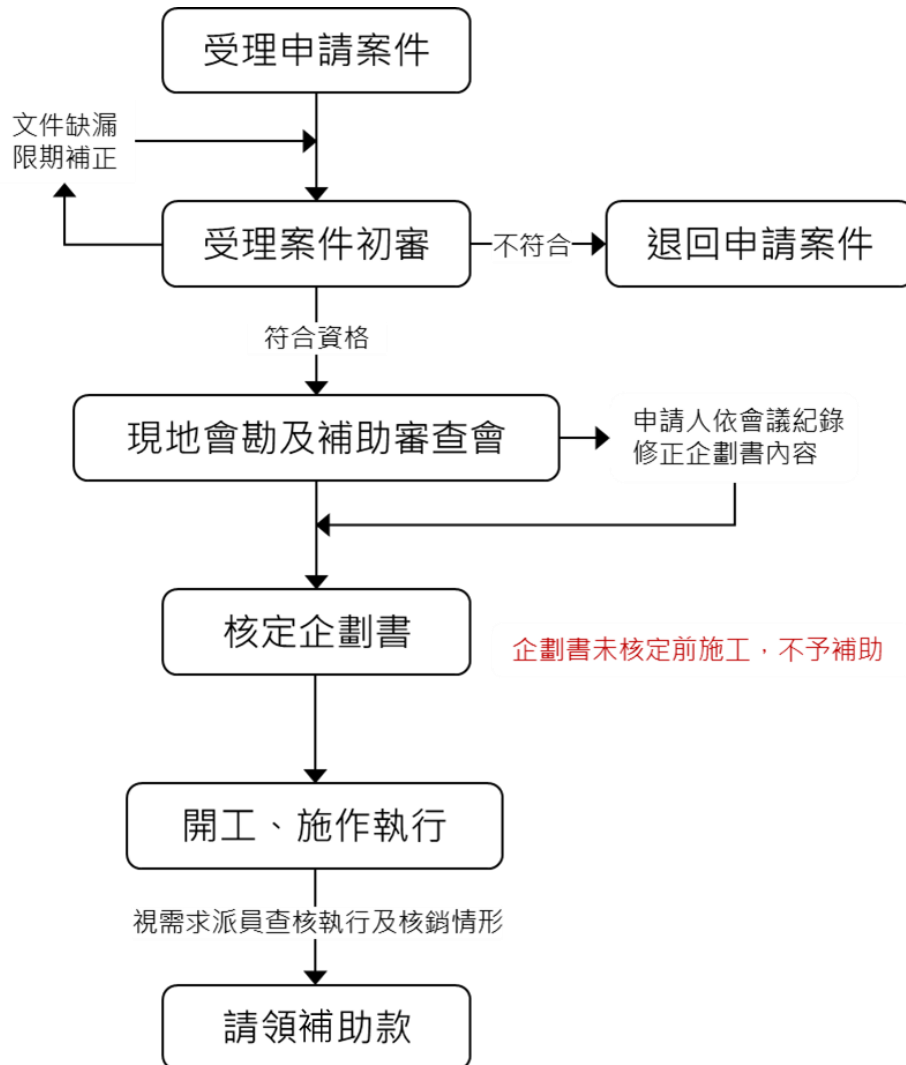 受理申請案件
文件缺漏
限期補正
受理案件初審
不符合
退回申請案件
符合資格
現地會勘及補助審查會
申請人依會議紀錄
修正企劃書內容
核定企劃書
企劃書未核定前施工，不予補助
開工、施作執行
視需求派員查核執行及核銷情形
請領補助款